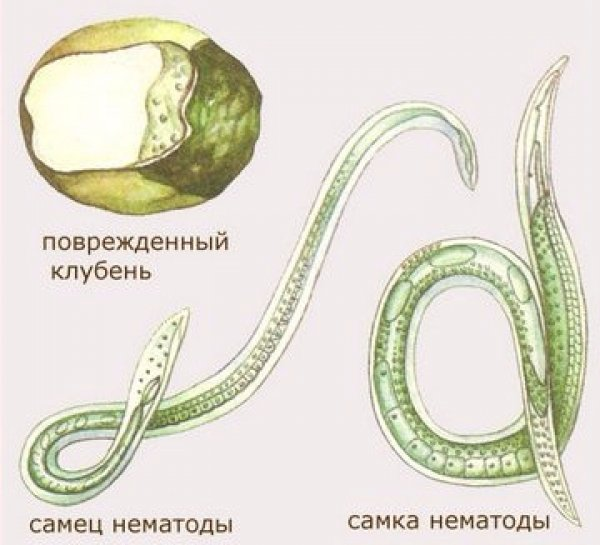 поврежденный
клубень
самец нематоды
самка нематоды